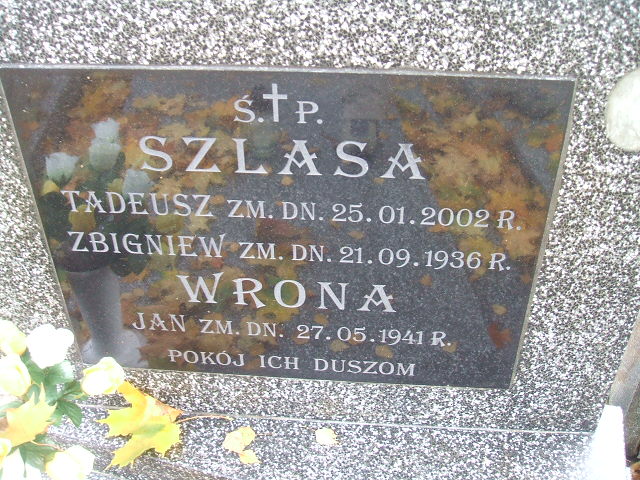 Ś.†P.
SZLASA
TADEUSZ ZM. DN. 25.01.2002 R.
ZBIGNIEW ZM. DN. 21.09.1936 R.
WRONA
JAN ZM. DN. 27.05.1941 R.
POKÓJ ICH DUSZOM